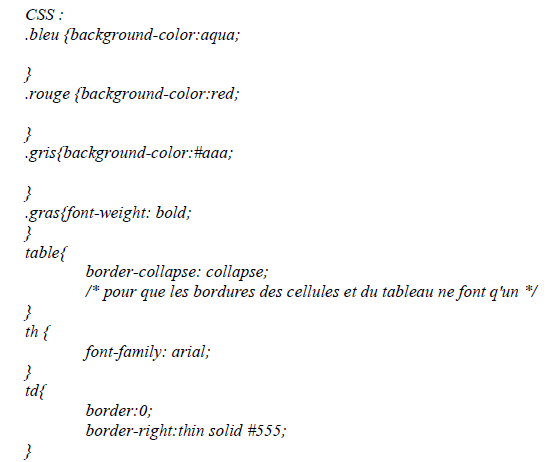 CSS :
.bleu {background-color:aqua;
}
.rouge {background-color:red;
}
.gris{background-color:#aaa;
}
.gras{font-weight: bold;
}
table{
border-collapse: collapse;
/* pour que les bordures des cellules et du tableau ne font q'un */
}
th {
font-family: arial;
}
td{
border:0;
border-right:thin solid #555;
}